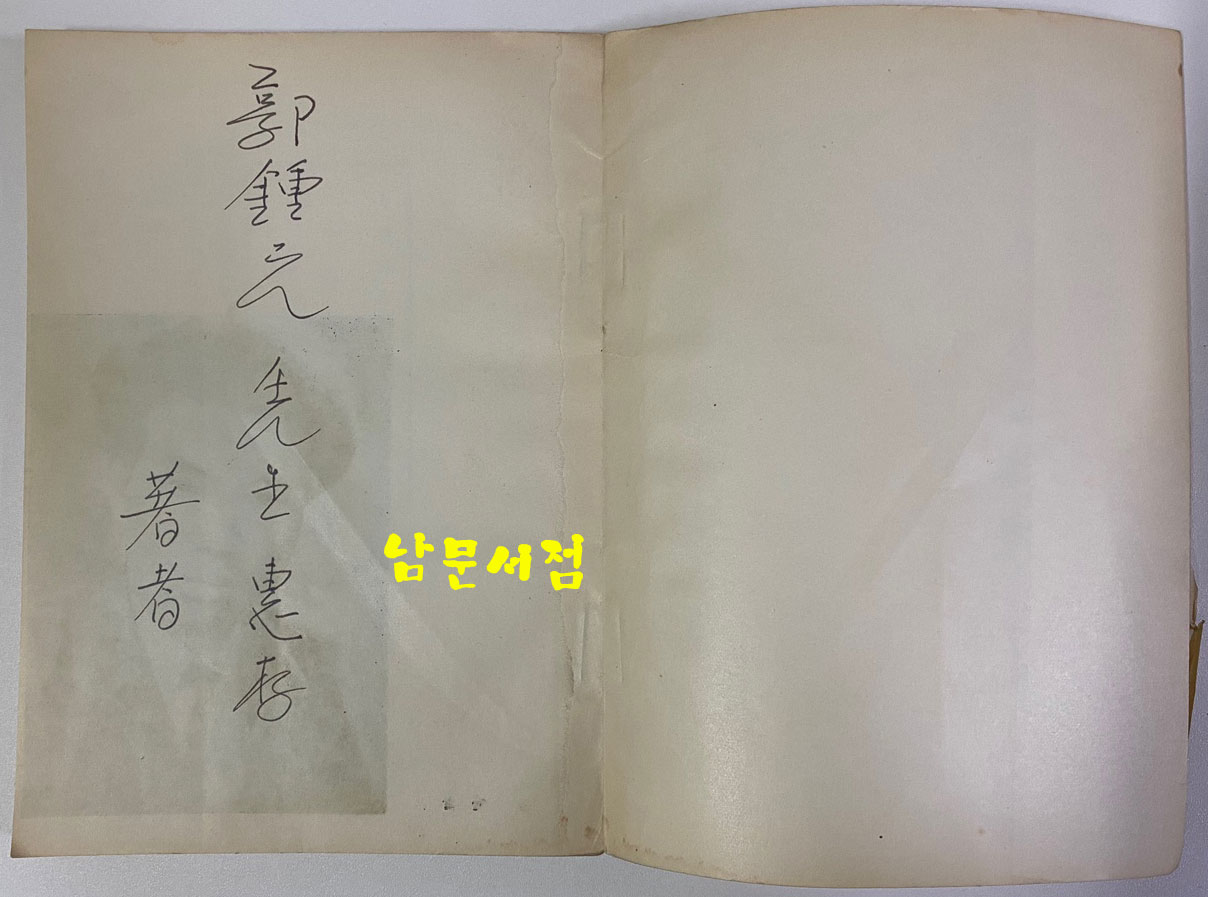 郭鍾元 先生 惠存
著者
남문서점